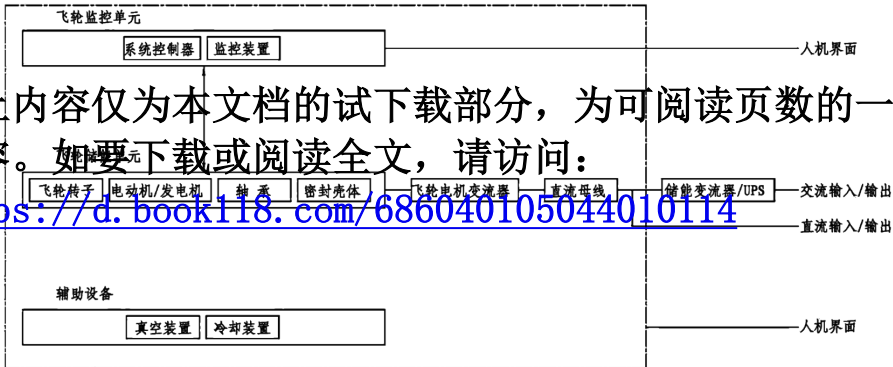 飞轮监控单元
系统控制器 监控装置 人机界面
内容仅为本文档的试下载部分，为可阅读页数的一
。如要下载或阅读全文，请访问：
飞轮转子 电动机/发电机 轴承 密封壳体 飞轮电机变流器 直流母线 储能变流器/UPS 交流输入/输出
ps://d.book118.com/686040105044010114
直流输入/输出
辅助设备
真空装置 冷却装置 人机界面